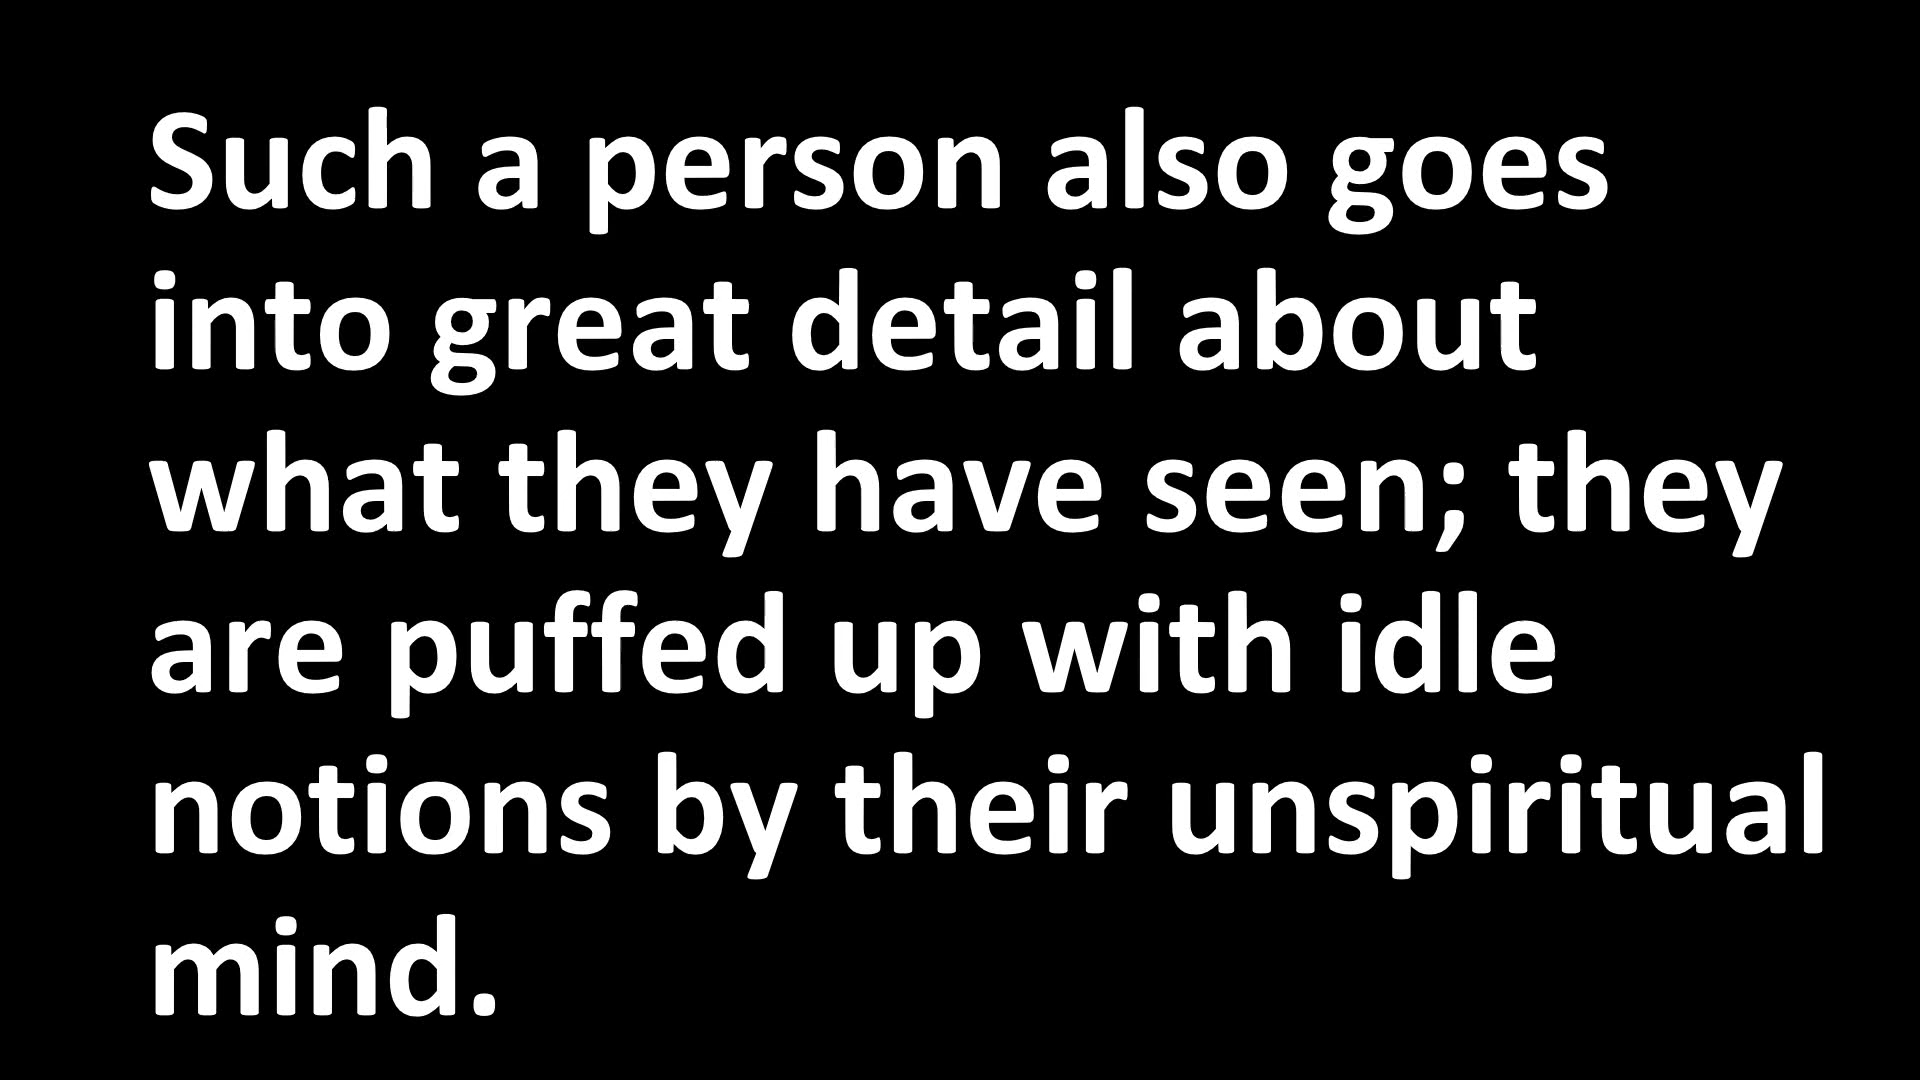 Such a person also goes
into great detail about
what they have seen; they
are puffed up with idle
notions by their unspiritual
mind.